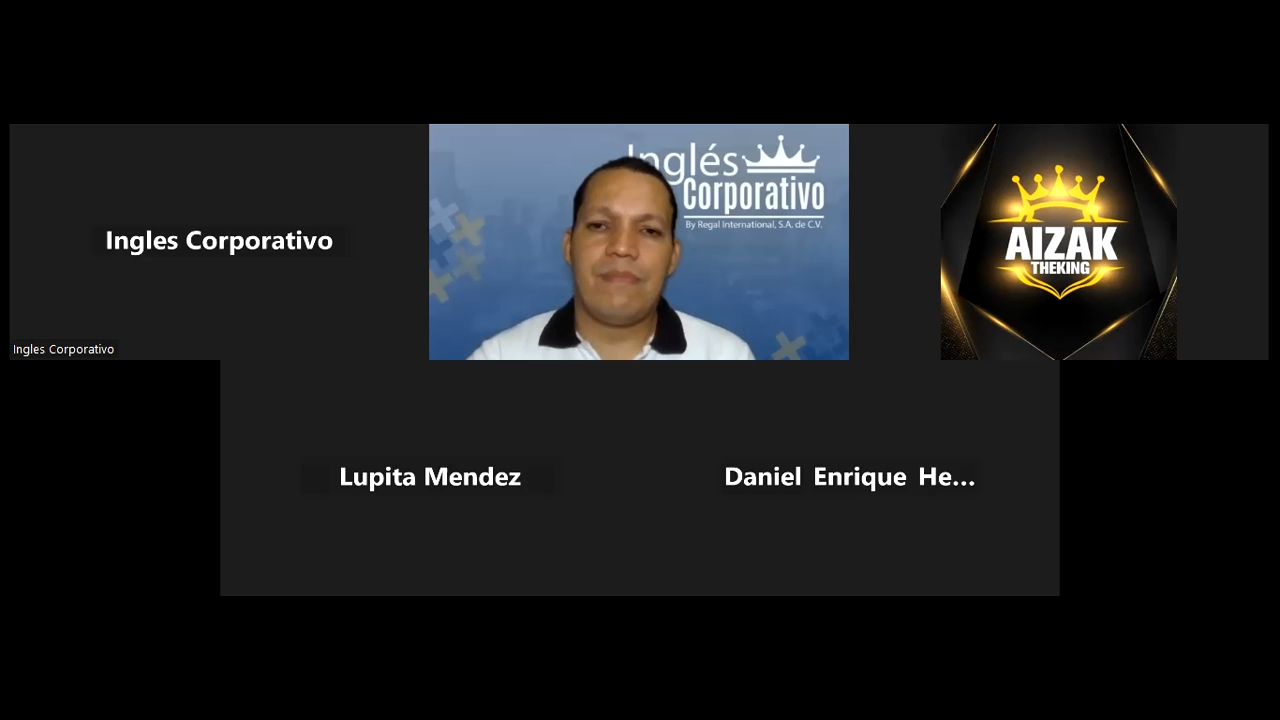 Ingles Corporativo
Ingles Corporativo
Inglés
Corporativo
By Regal International, S.A. de C.V.
AIZAK
THEKING
Lupita Mendez
Daniel Enrique He...